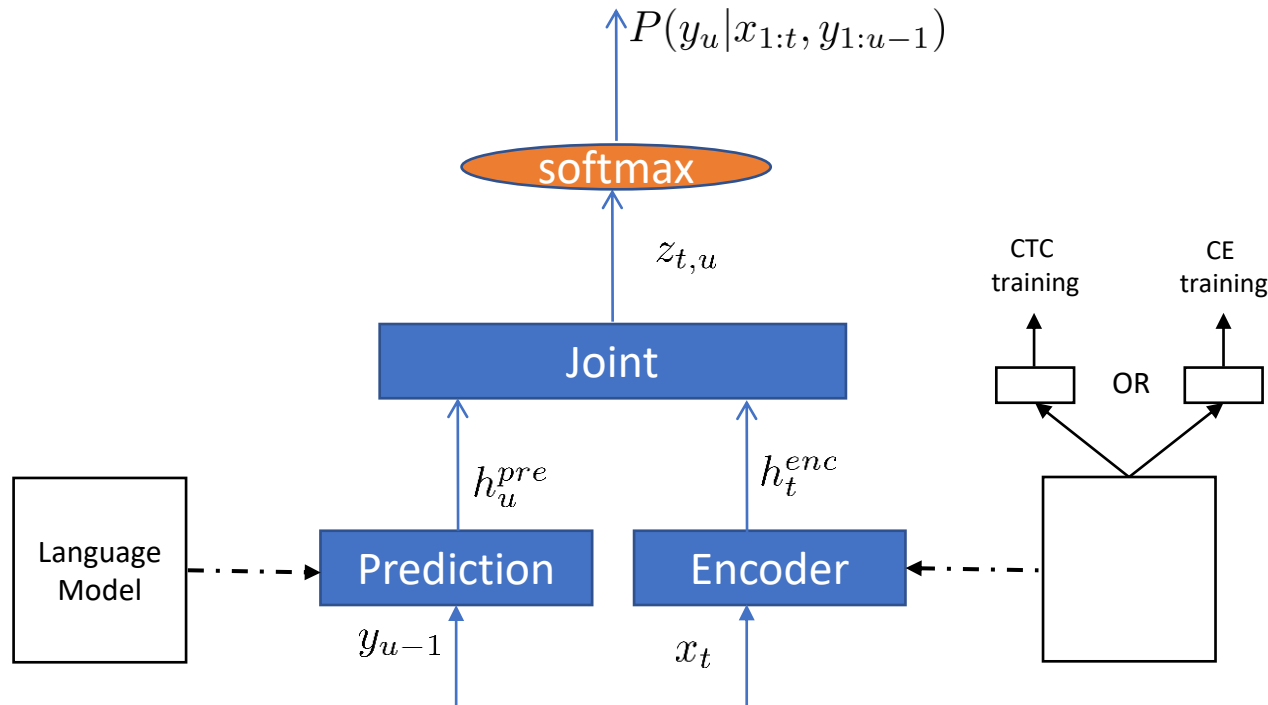 P(y_u|x_{1:t}, y_{1:u-1})
softmax
z_{t,u}
CTC
training
CE
training
Joint
OR
h_u^{pre}
h_t^{enc}
Language
Model
Prediction
Encoder
y_{u-1}
x_t